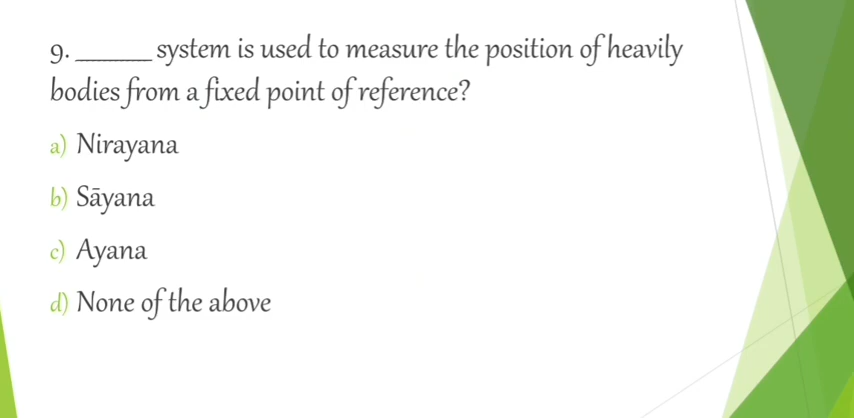 9. ________ system is used to measure the position of heavily
bodies from a fixed point of reference?
a) Nirayana
b) Sāyana
c) Ayana
d) None of the above